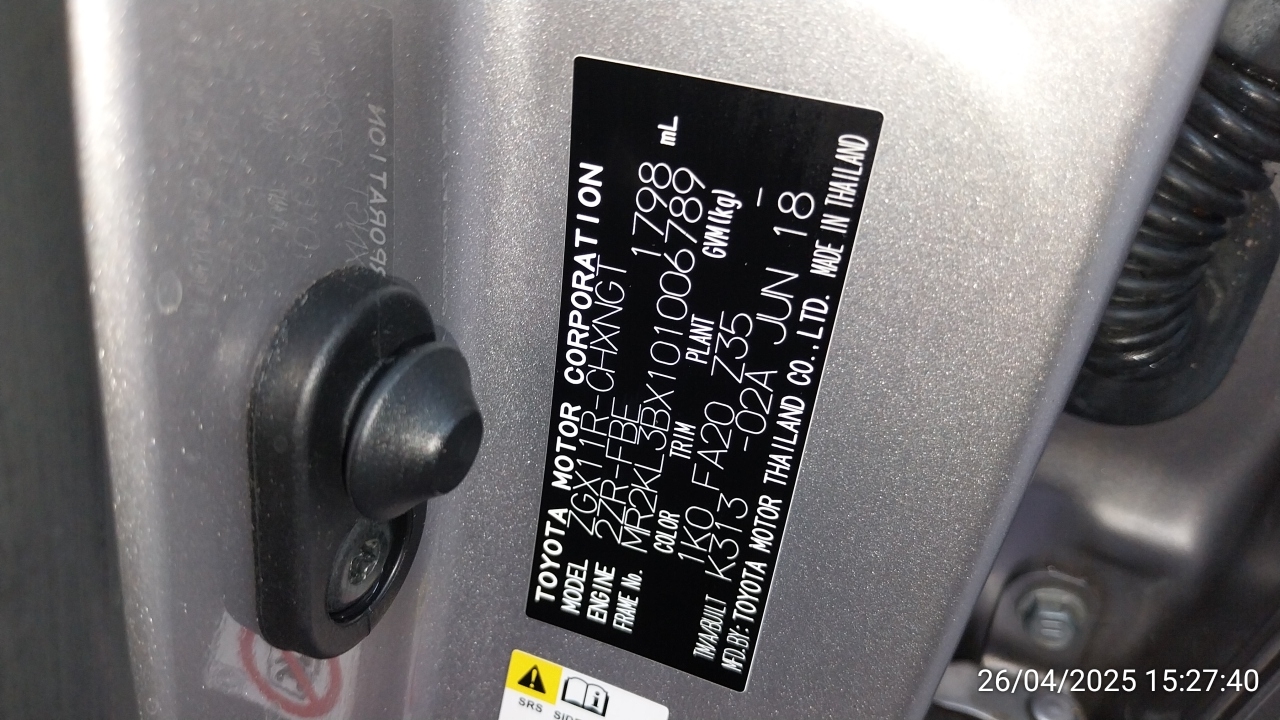 TOYOTA MOTOR CORPORATION
MODEL ZGX11R-CHXNGT
ENGINE 2ZR-FBE 1798 mL
FRAME No. MR2KL3BX101006789
COLOR TRIM PLANT GVM(kg)
1K0 FA20 Z35 -
TM/A/BUILT K313 -02A JUN 18
MFD.BY: TOYOTA MOTOR THAILAND CO.,LTD. MADE IN THAILAND
SRS
26/04/2025 15:27:40